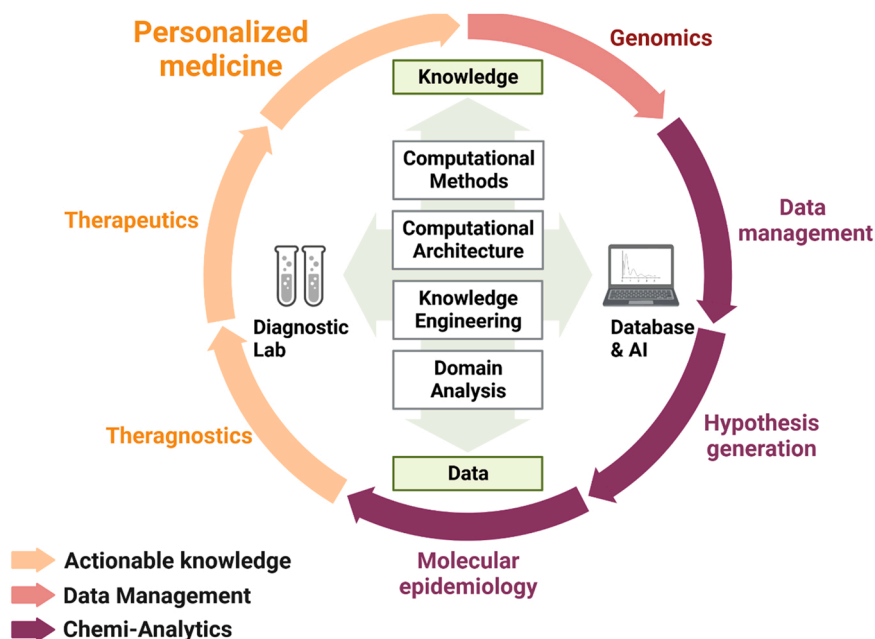 Personalized
medicine
Genomics
Knowledge
Computational
Methods
Therapeutics
Data
management
Computational
Architecture
Diagnostic
Lab
Knowledge
Engineering
Database
& AI
Domain
Analysis
Theragnostics
Hypothesis
generation
Data
Molecular
epidemiology
Actionable knowledge
Data Management
Chemi-Analytics